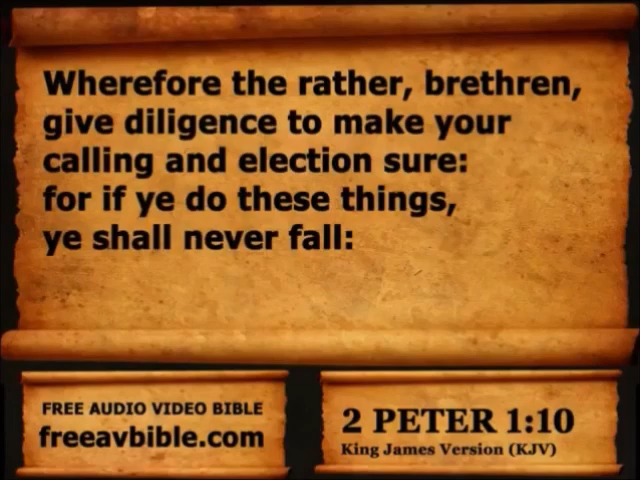 Wherefore the rather, brethren,
give diligence to make your
calling and election sure:
for if ye do these things,
ye shall never fall:
FREE AUDIO VIDEO BIBLE
freeavbible.com
2 PETER 1:10
King James Version (KJV)